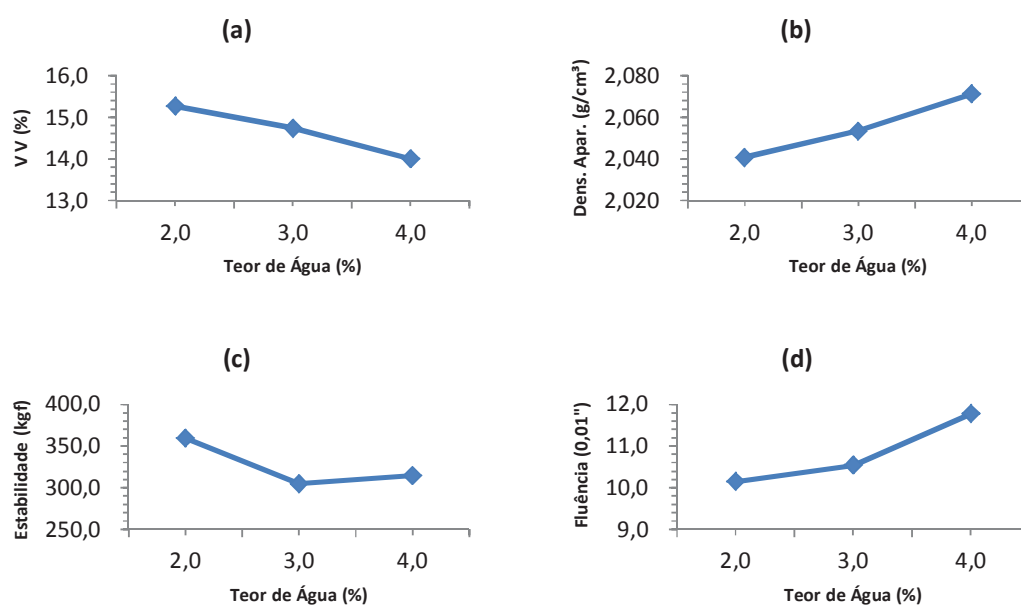 (a)
16,0
15,0
14,0
13,0
V V (%)
2,0 3,0 4,0
Teor de Água (%)
(b)
2,080
2,060
2,040
2,020
Dens. Apar. (g/cm³)
2,0 3,0 4,0
Teor de Água (%)
(c)
400,0
350,0
300,0
250,0
Estabilidade (kgf)
2,0 3,0 4,0
Teor de Água (%)
(d)
12,0
11,0
10,0
9,0
Fluência (0,01")
2,0 3,0 4,0
Teor de Água (%)